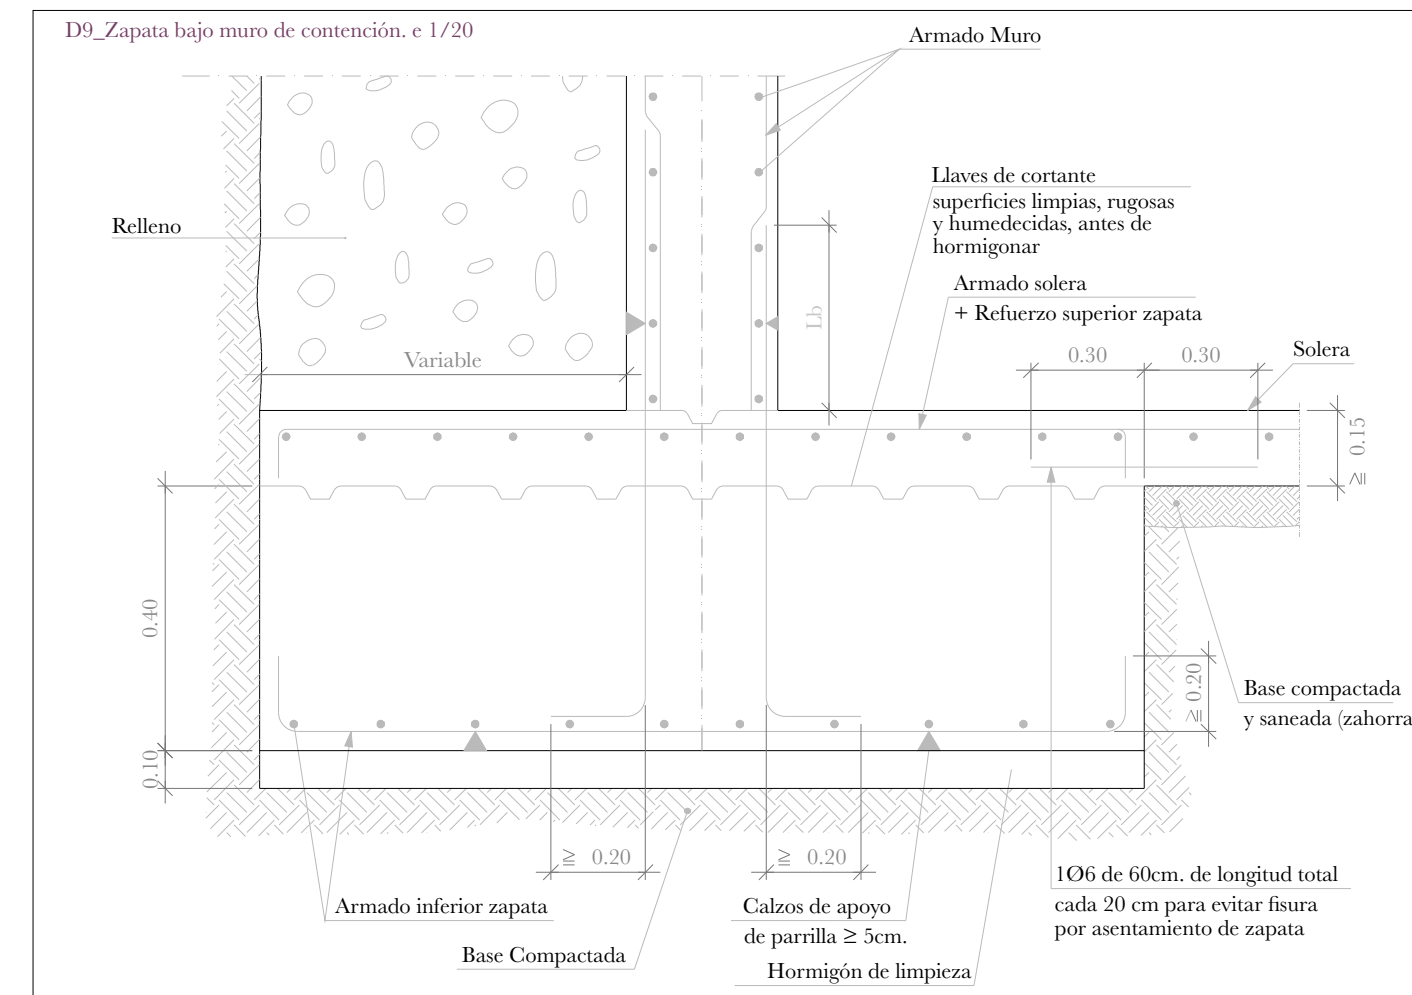 D9_Zapata bajo muro de contención. e 1/20
Armado Muro
Llaves de cortante
superficies limpias, rugosas
y humedecidas, antes de
hormigonar
Relleno
Armado solera
+ Refuerzo superior zapata
Lb
Variable
0.30
0.30
Solera
≧ 0.15
0.40
0.10
≧ 0.20
Base compactada
y saneada (zahorra
≧ 0.20
≧ 0.20
1Ø6 de 60cm. de longitud total
cada 20 cm para evitar fisura
por asentamiento de zapata
Armado inferior zapata
Calzos de apoyo
de parrilla ≥ 5cm.
Base Compactada
Hormigón de limpieza